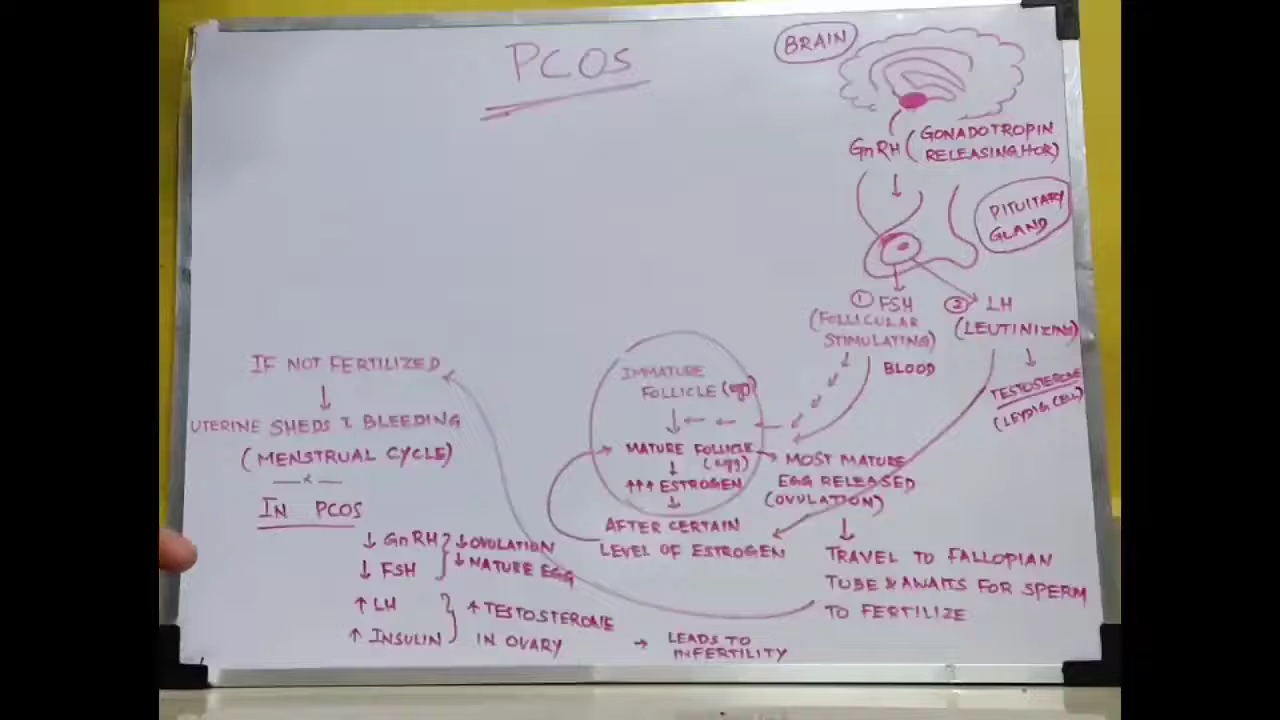 PCOS
BRAIN
GnRH (GONADOTROPIN
RELEASING HOR)
PITUITARY
GLAND
① FSH
(FOLLICULAR
STIMULATING)
② LH
(LEUTINIZING)
BLOOD
TESTOSTERONE
(LEYDIG CELL)
IMMATURE
FOLLICLE (egg)
MATURE FOLLICLE
(egg)
↑↑↑ ESTROGEN
AFTER CERTAIN
LEVEL OF ESTROGEN
MOST MATURE
EGG RELEASED
(OVULATION)
TRAVEL TO FALLOPIAN
TUBE & AWAITS FOR SPERM
TO FERTILIZE
IF NOT FERTILIZED
UTERINE SHEDS & BLEEDING
(MENSTRUAL CYCLE)
—x—
IN PCOS
↓ GnRH } ↓ OVULATION
↓ FSH ↓ MATURE EGG
↑ LH } ↑ TESTOSTERONE
↑ INSULIN IN OVARY → LEADS TO
INFERTILITY